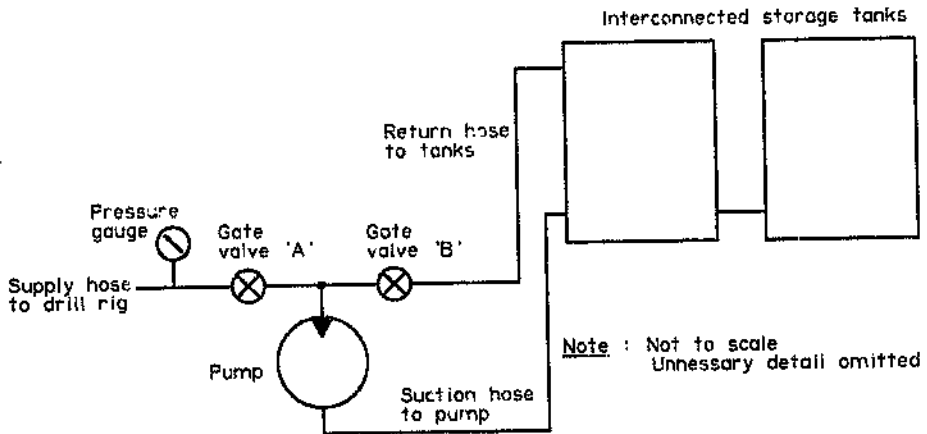 Interconnected storage tanks
Return hose
to tanks
Pressure
gauge
Gate
valve 'A'
Gate
valve 'B'
Supply hose
to drill rig
Pump
Suction hose
to pump
Note : Not to scale
Unnessary detail omitted